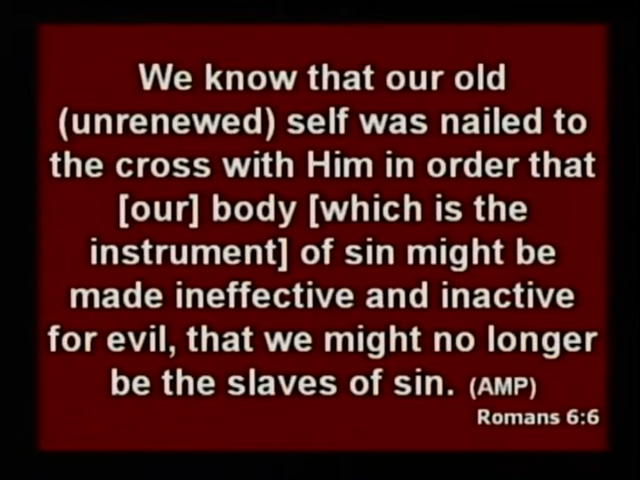 We know that our old
(unrenewed) self was nailed to
the cross with Him in order that
[our] body [which is the
instrument] of sin might be
made ineffective and inactive
for evil, that we might no longer
be the slaves of sin. (AMP)
Romans 6:6